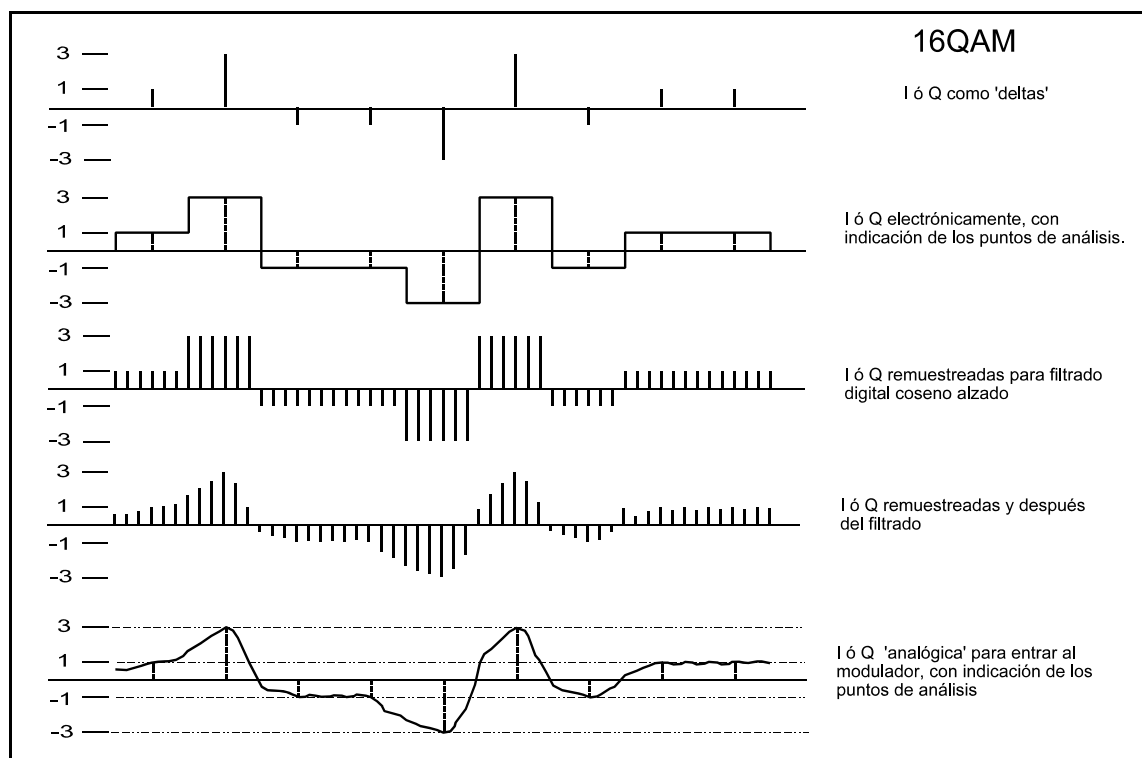 16QAM
3
1
-1
-3
I ó Q como 'deltas'
3
1
-1
-3
I ó Q electrónicamente, con
indicación de los puntos de análisis.
3
1
-1
-3
I ó Q remuestreadas para filtrado
digital coseno alzado
3
1
-1
-3
I ó Q remuestreadas y después
del filtrado
3
1
-1
-3
I ó Q 'analógica' para entrar al
modulador, con indicación de los
puntos de análisis